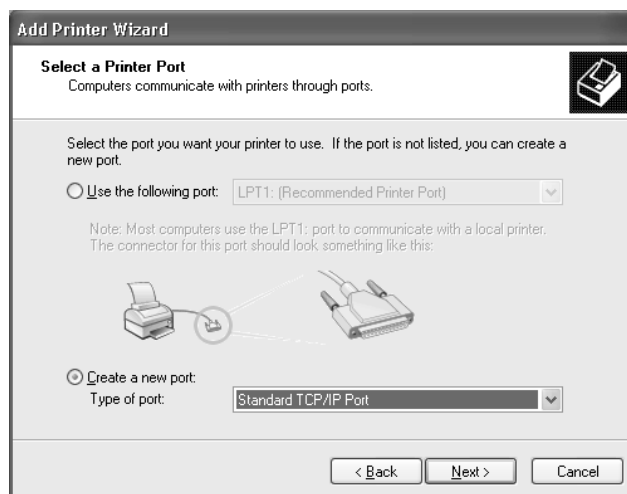 Add Printer Wizard
Select a Printer Port
Computers communicate with printers through ports.
Select the port you want your printer to use. If the port is not listed, you can create a
new port.
Use the following port: LPT1: (Recommended Printer Port)
Note: Most computers use the LPT1: port to communicate with a local printer.
The connector for this port should look something like this:
Create a new port:
Type of port: Standard TCP/IP Port
< Back Next > Cancel